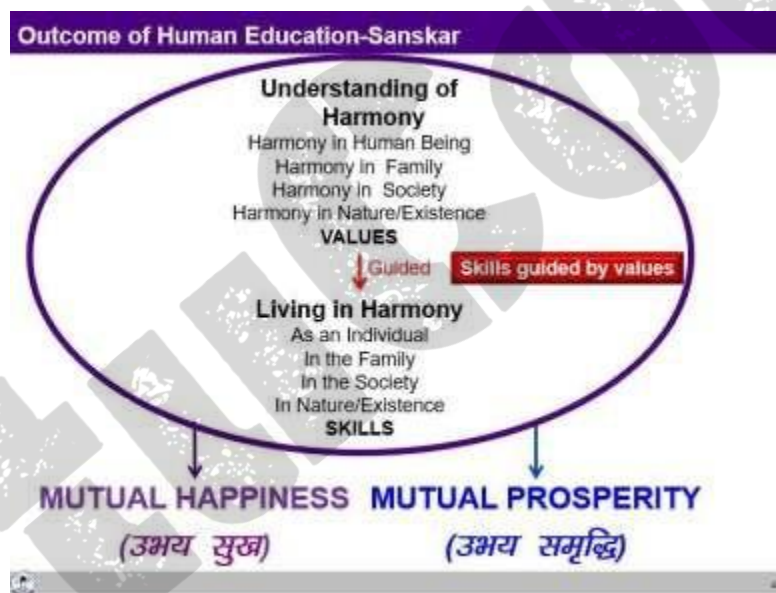 Outcome of Human Education-Sanskar
Understanding of
Harmony
Harmony in Human Being
Harmony in Family
Harmony in Society
Harmony in Nature/Existence
VALUES
Guided
Skills guided by values
Living in Harmony
As an Individual
In the Family
In the Society
In Nature/Existence
SKILLS
MUTUAL HAPPINESS MUTUAL PROSPERITY
(उभय सुख) (उभय समृद्धि)